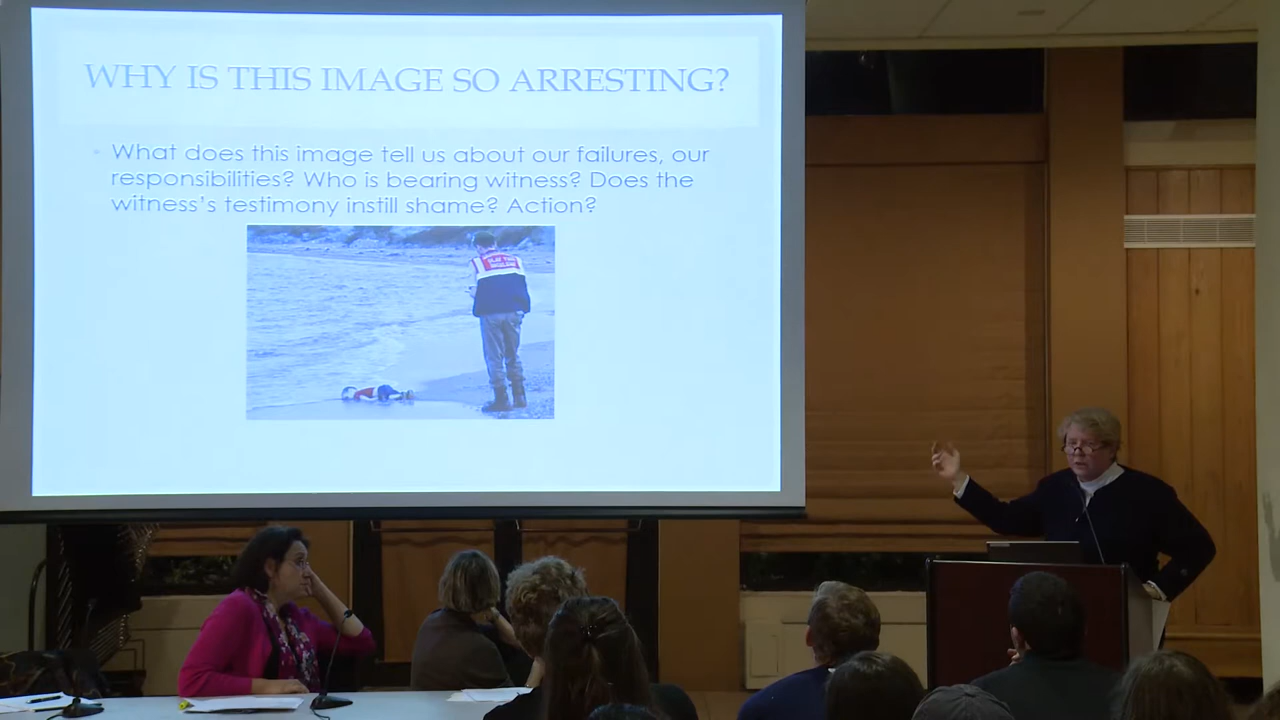 WHY IS THIS IMAGE SO ARRESTING?
What does this image tell us about our failures, our
responsibilities? Who is bearing witness? Does the
witness's testimony instill shame? Action?